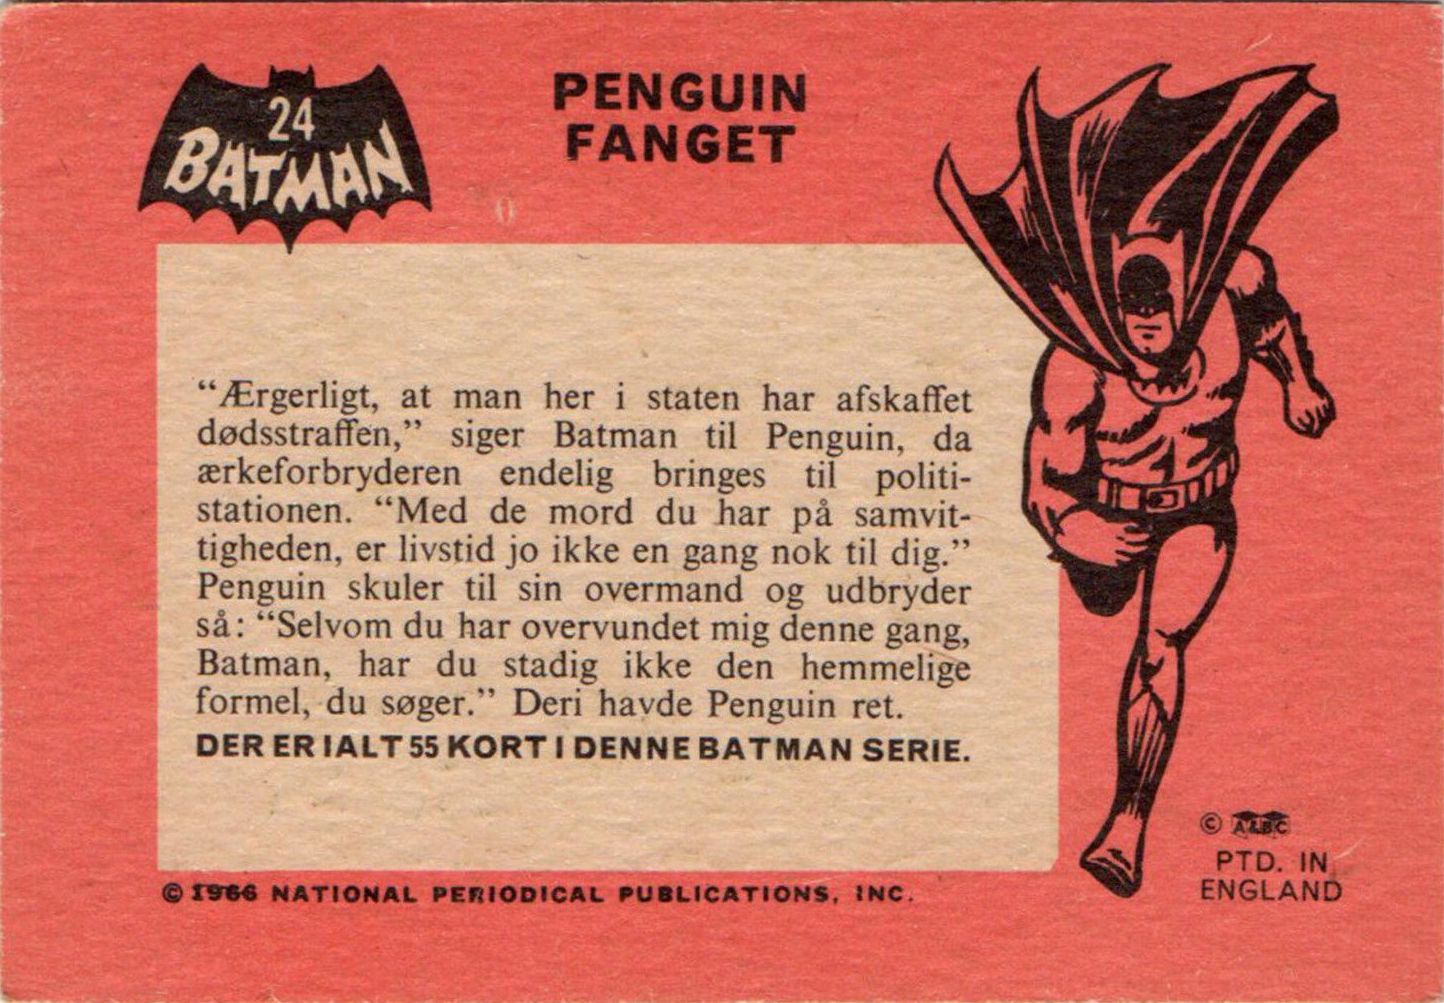 24
BATMAN
PENGUIN
FANGET
“Ærgerligt, at man her i staten har afskaffet
dødsstraffen,” siger Batman til Penguin, da
ærkeforbryderen endelig bringes til politi-
stationen. “Med de mord du har på samvit-
tigheden, er livstid jo ikke en gang nok til dig.”
Penguin skuler til sin overmand og udbryder
så: “Selvom du har overvundet mig denne gang,
Batman, har du stadig ikke den hemmelige
formel, du søger.” Deri havde Penguin ret.
DER ER IALT 55 KORT I DENNE BATMAN SERIE.
© A&BC
PTD. IN
ENGLAND
© 1966 NATIONAL PERIODICAL PUBLICATIONS, INC.